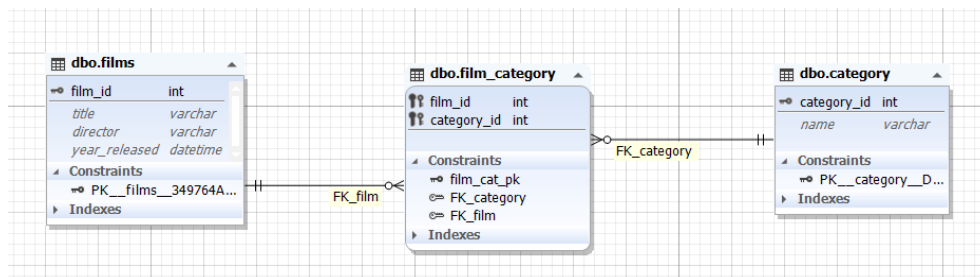 dbo.films
film_id int
title varchar
director varchar
year_released datetime
Constraints
PK__films__349764A...
Indexes
FK_film
dbo.film_category
film_id int
category_id int
Constraints
film_cat_pk
FK_category
FK_film
Indexes
FK_category
dbo.category
category_id int
name varchar
Constraints
PK__category__D...
Indexes